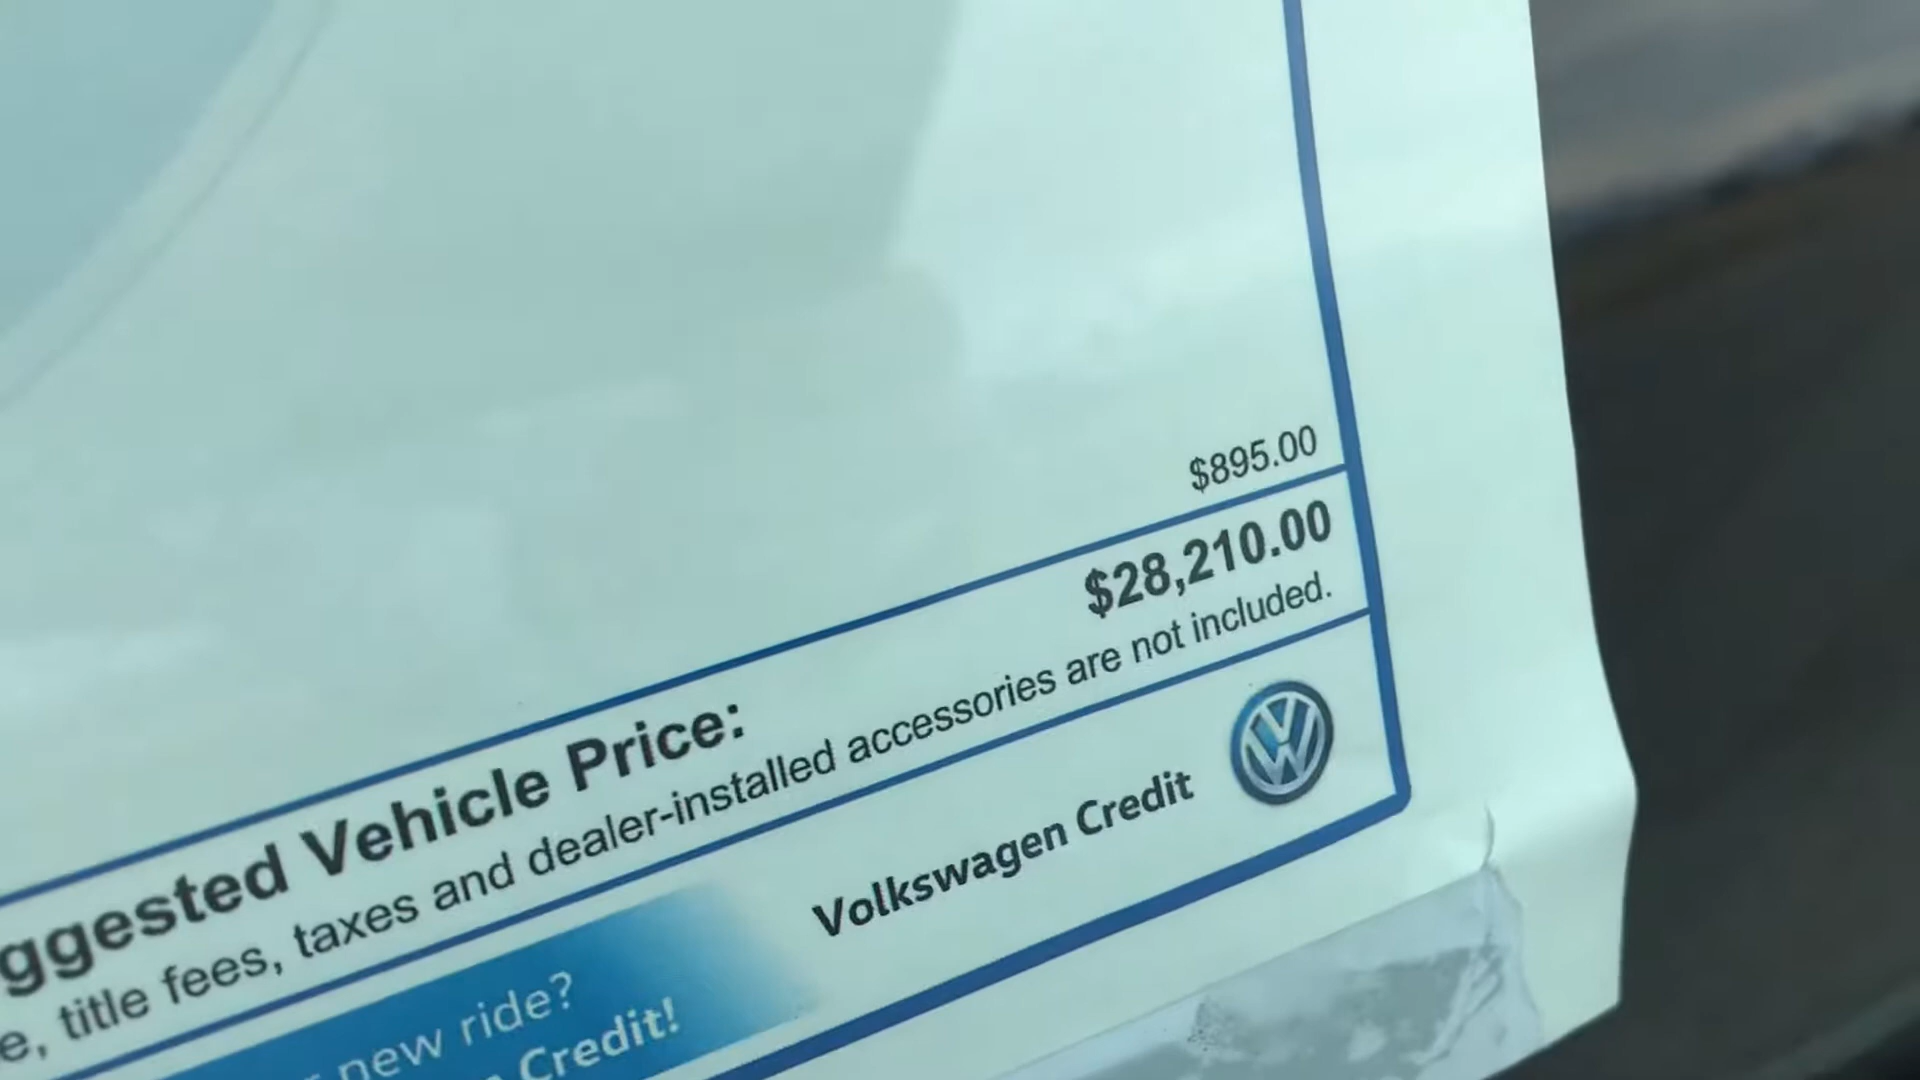 $895.00
$28,210.00
ggested Vehicle Price:
e, title fees, taxes and dealer-installed accessories are not included.
Volkswagen Credit
new ride?
Credit!